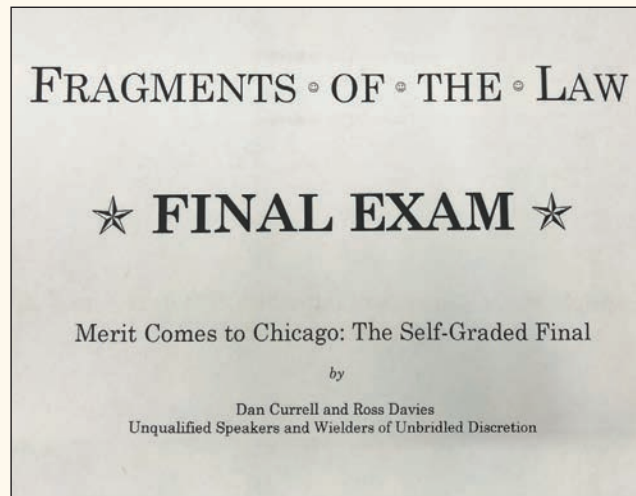 FRAGMENTS ☺ OF ☺ THE ☺ LAW
☆ FINAL EXAM ☆
Merit Comes to Chicago: The Self-Graded Final
by
Dan Currell and Ross Davies
Unqualified Speakers and Wielders of Unbridled Discretion